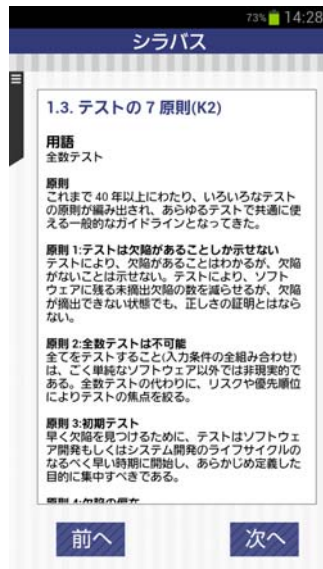 73% 14:28
シラバス
1.3. テストの 7 原則(K2)
用語
全数テスト
原則
これまで 40 年以上にわたり、いろいろなテスト
の原則が編み出され、あらゆるテストで共通に使
える一般的なガイドラインとなってきた。
原則 1:テストは欠陥があることしか示せない
テストにより、欠陥があることはわかるが、欠陥
がないことは示せない。テストにより、ソフト
ウェアに残る未摘出欠陥の数を減らせるが、欠陥
が摘出できない状態でも、正しさの証明とはなら
ない。
原則 2:全数テストは不可能
全てをテストすること(入力条件の全組み合わせ)
は、ごく単純なソフトウェア以外では非現実的で
ある。全数テストの代わりに、リスクや優先順位
によりテストの焦点を絞る。
原則 3:初期テスト
早く欠陥を見つけるために、テストはソフトウェ
ア開発もしくはシステム開発のライフサイクルの
なるべく早い時期に開始し、あらかじめ定義した
目的に集中すべきである。
原則 4:欠陥の偏在
前へ
次へ